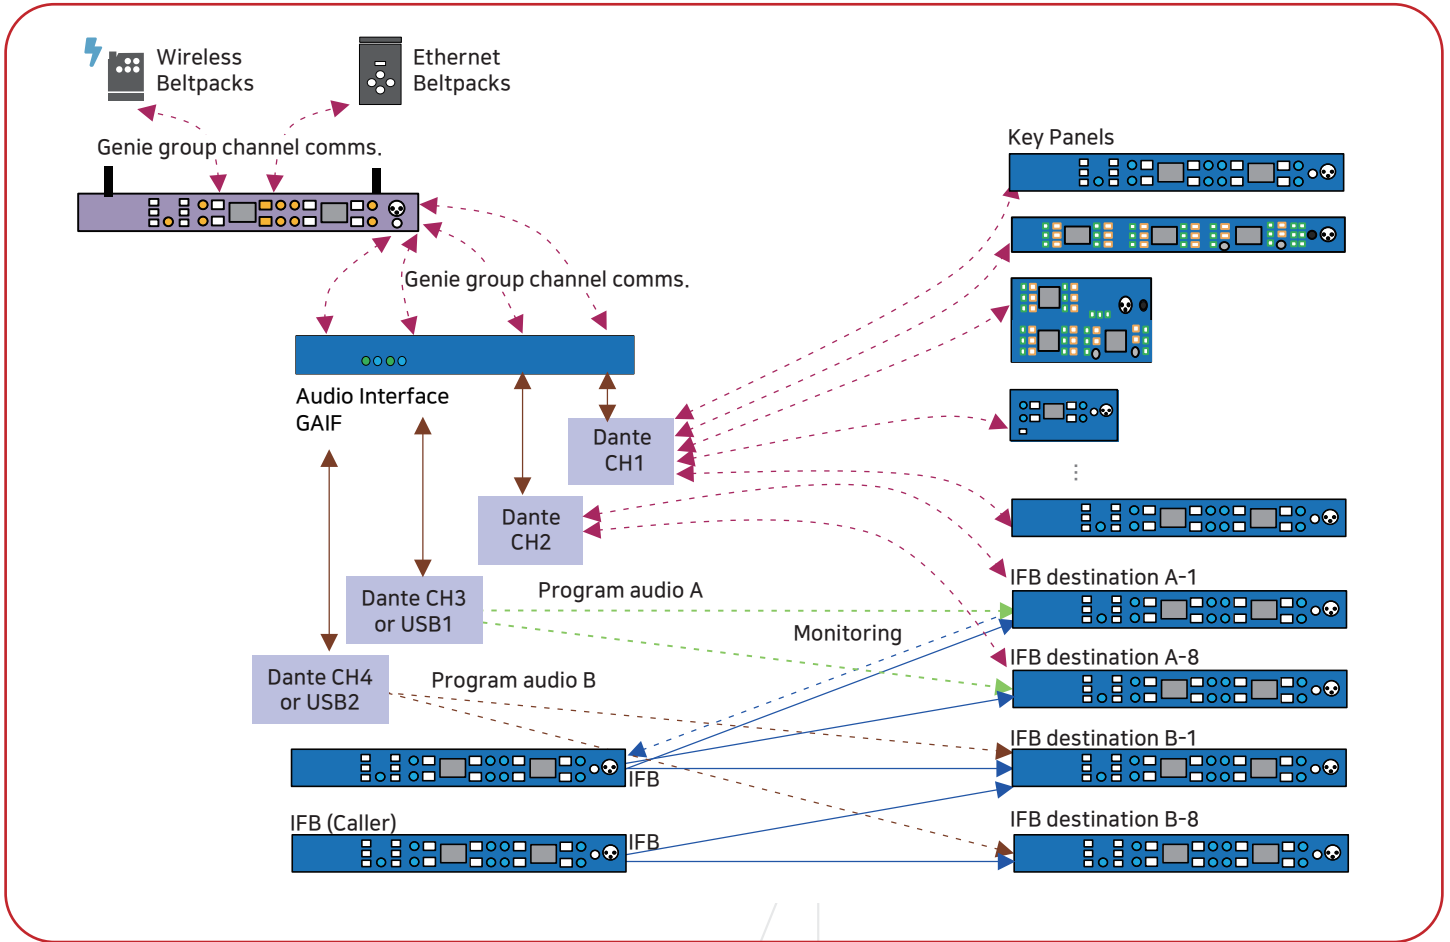 Wireless
Beltpacks
Ethernet
Beltpacks
Genie group channel comms.
Key Panels
Genie group channel comms.
Audio Interface
GAIF
Dante
CH1
Dante
CH2
IFB destination A-1
Dante CH3
or USB1
Program audio A
Monitoring
IFB destination A-8
Dante CH4
or USB2
Program audio B
IFB destination B-1
IFB
IFB (Caller)
IFB destination B-8
IFB